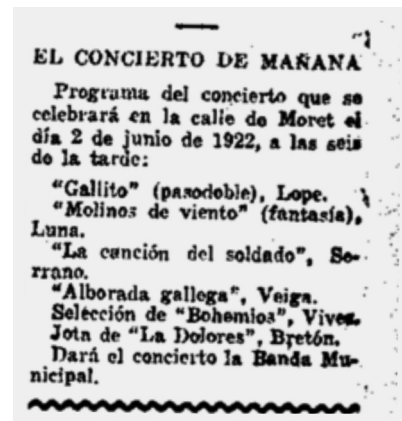 EL CONCIERTO DE MAÑANA
Programa del concierto que se
celebrará en la calle de Moret el
día 2 de junio de 1922, a las seis
de la tarde:
"Gallito" (pasodoble), Lope.
"Molinos de viento" (fantasía),
Luna.
"La canción del soldado", Se-
rrano.
"Alborada gallega", Veiga.
Selección de "Bohemios", Vives.
Jota de "La Dolores", Bretón.
Dará el concierto la Banda Mu-
nicipal.